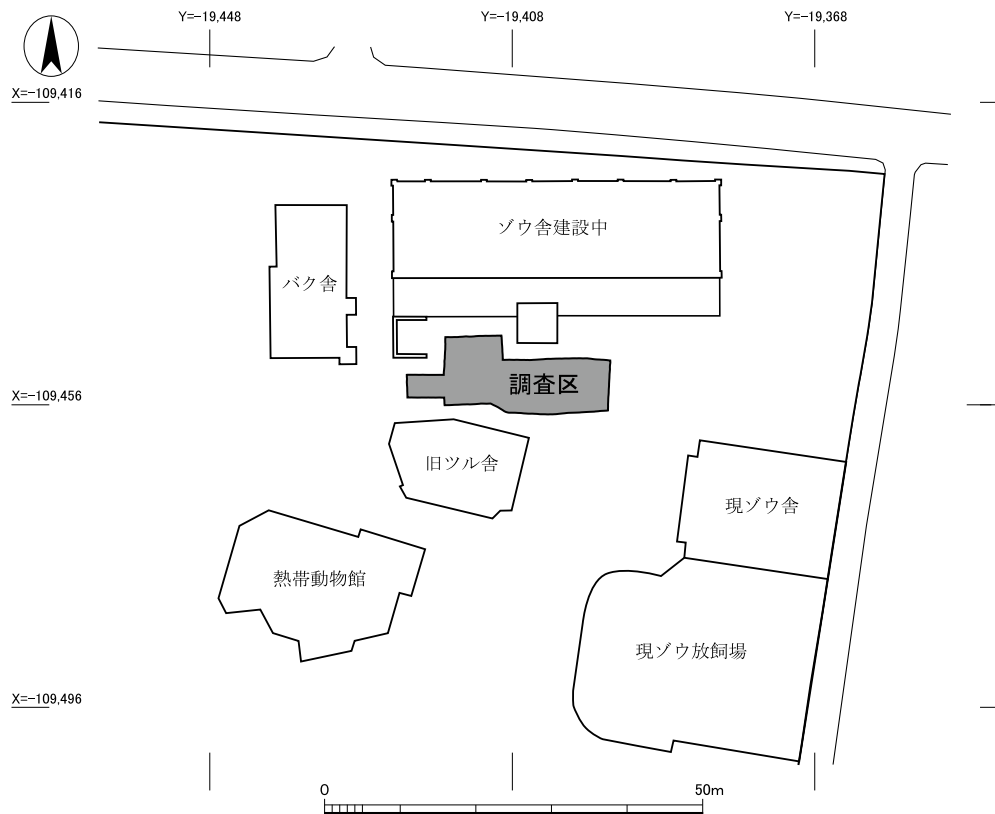 Y=-19,448
Y=-19,408
Y=-19,368
X=-109,416
ゾウ舎建設中
バク舎
調査区
X=-109,456
旧ツル舎
現ゾウ舎
熱帯動物館
現ゾウ放飼場
X=-109,496
0
50m